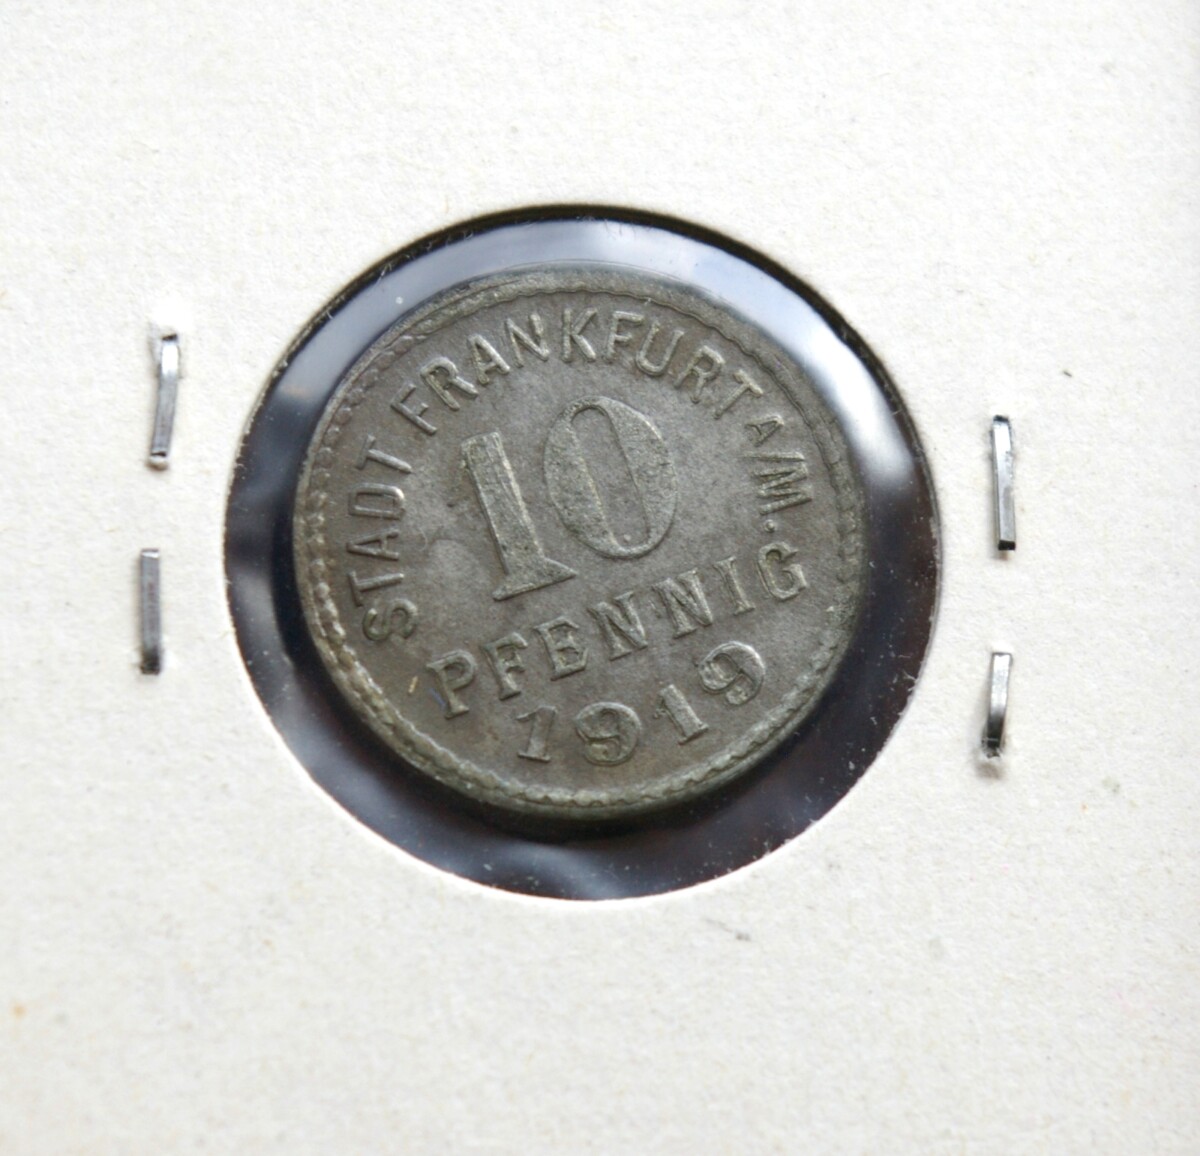 STADT FRANKFURT A/M.
10
PFENNIG
1919